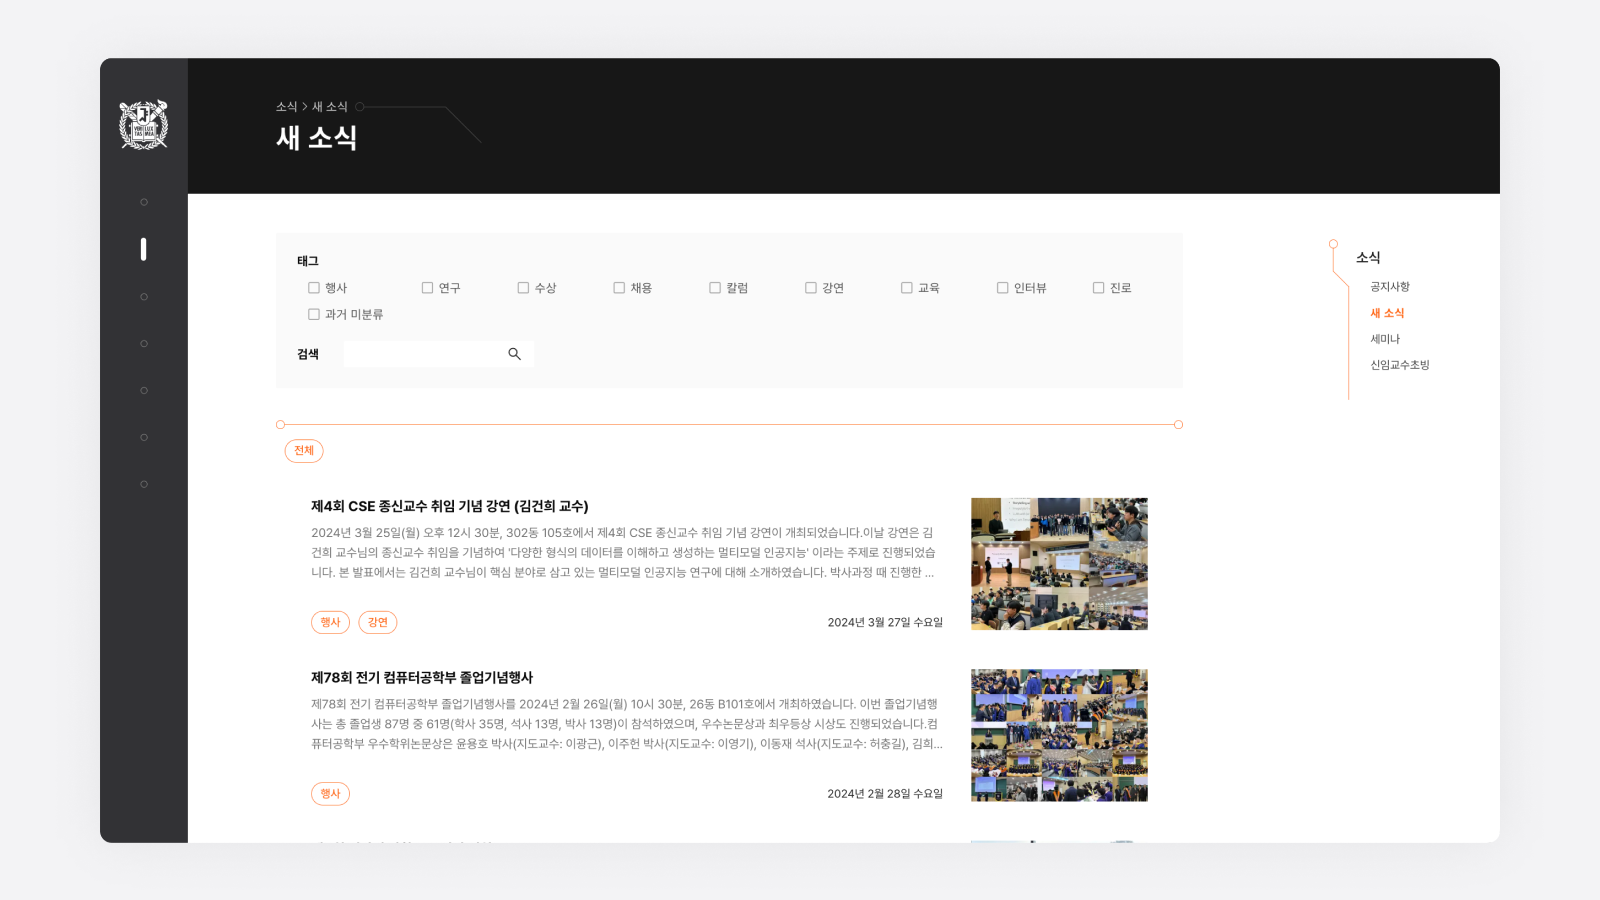 소식 > 새 소식
새 소식
태그
행사 연구 수상 채용 칼럼 강연 교육 인터뷰 진로
과거 미분류
검색
소식
공지사항
새 소식
세미나
신임교수초빙
전체
제4회 CSE 종신교수 취임 기념 강연 (김건희 교수)
2024년 3월 25일(월) 오후 12시 30분, 302동 105호에서 제4회 CSE 종신교수 취임 기념 강연이 개최되었습니다.이날 강연은 김
건희 교수님의 종신교수 취임을 기념하여 '다양한 형식의 데이터를 이해하고 생성하는 멀티모덜 인공지능' 이라는 주제로 진행되었습
니다. 본 발표에서는 김건희 교수님이 핵심 분야로 삼고 있는 멀티모덜 인공지능 연구에 대해 소개하였습니다. 박사과정 때 진행한 ...
행사 강연 2024년 3월 27일 수요일
제78회 전기 컴퓨터공학부 졸업기념행사
제78회 전기 컴퓨터공학부 졸업기념행사를 2024년 2월 26일(월) 10시 30분, 26동 B101호에서 개최하였습니다. 이번 졸업기념행
사는 총 졸업생 87명 중 61명(학사 35명, 석사 13명, 박사 13명)이 참석하였으며, 우수논문상과 최우등상 시상도 진행되었습니다.컴
퓨터공학부 우수학위논문상은 윤용호 박사(지도교수: 이광근), 이주헌 박사(지도교수: 이영기), 이동재 석사(지도교수: 허충길), 김희...
행사 2024년 2월 28일 수요일